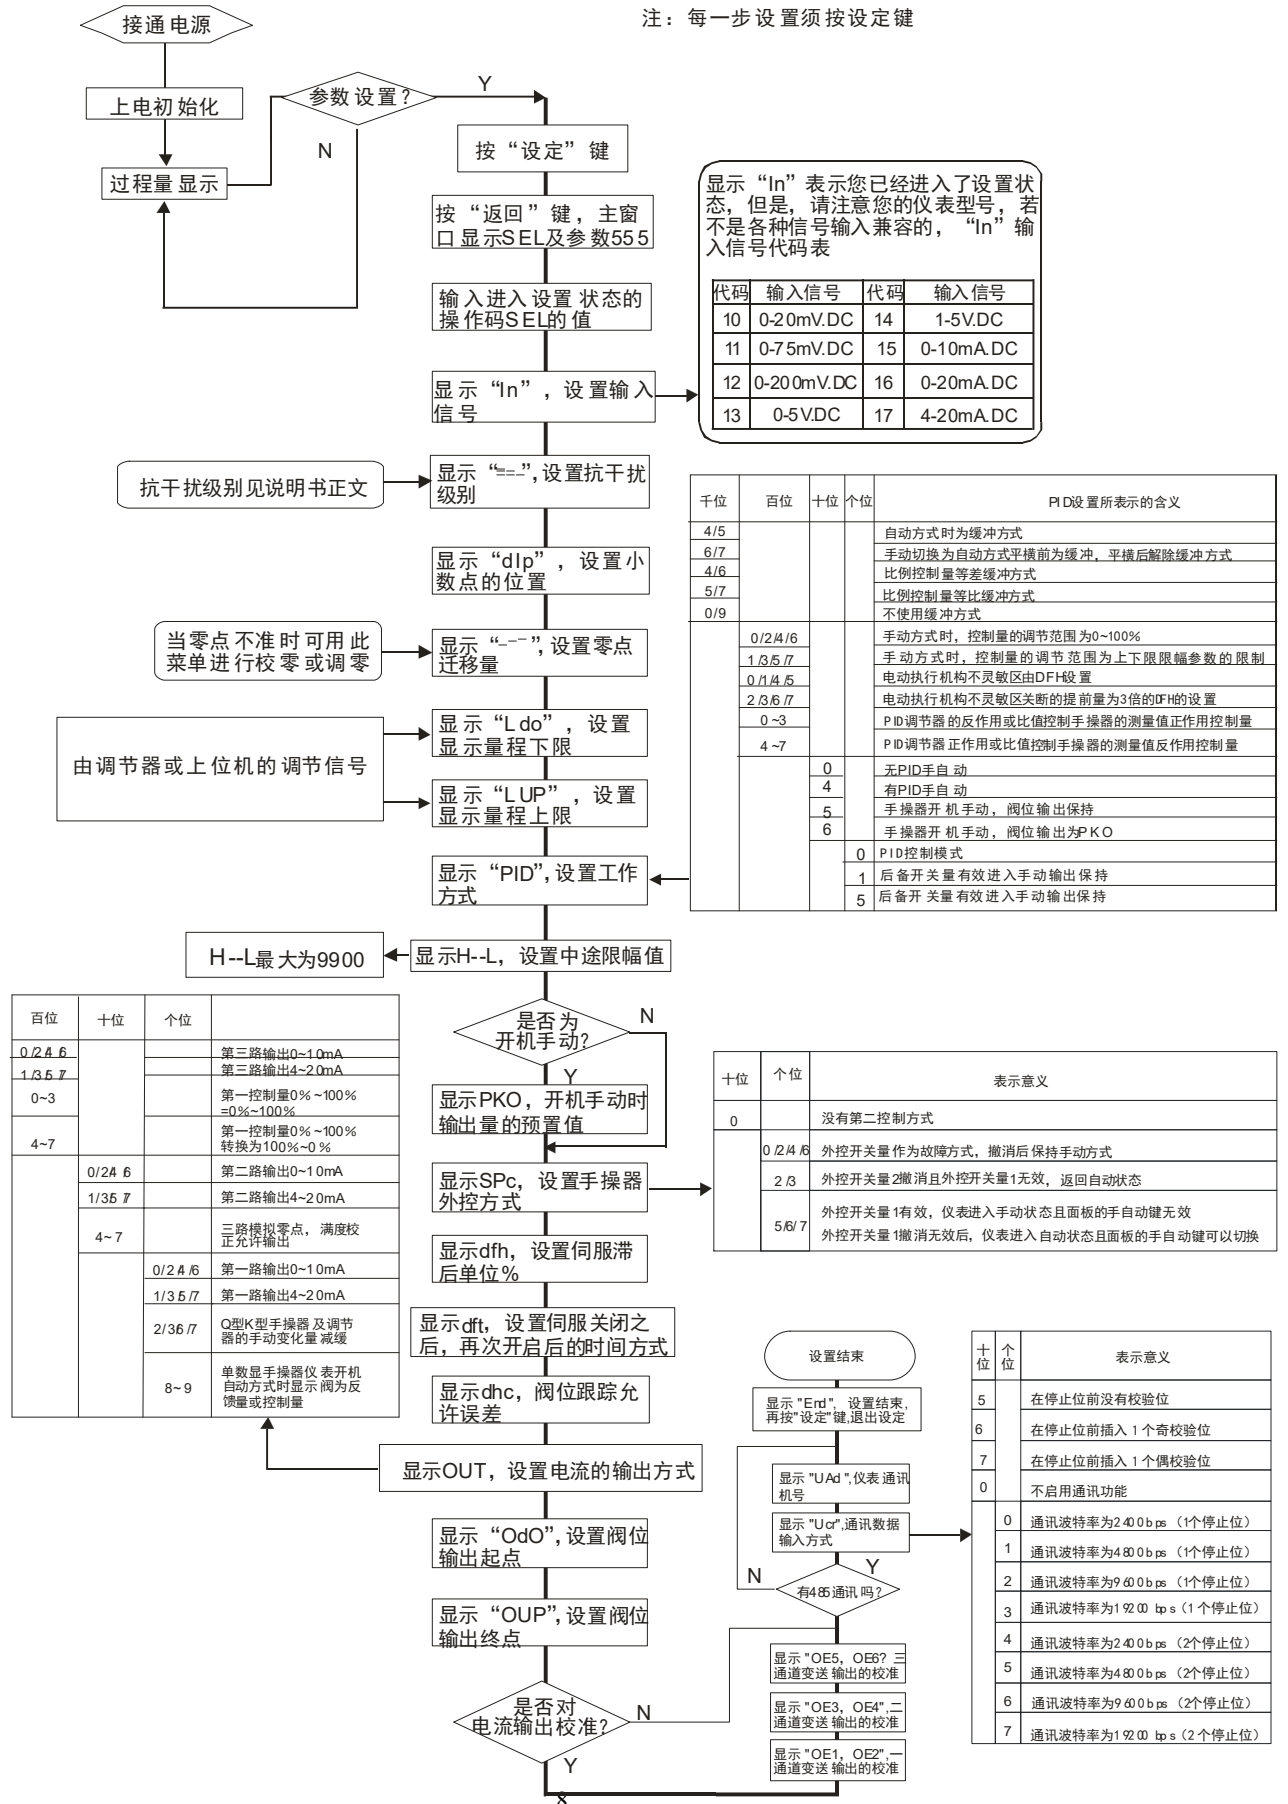 注：每一步设置须按设定键
接通电源
上电初始化
过程量显示
参数设置？
Y
N
按“设定”键
按“返回”键，主窗
口显示SEL及参数555
输入进入设置状态的
操作码SEL的值
显示“In”，设置输入
信号
显示“In”表示您已经进入了设置状
态，但是，请注意您的仪表型号，若
不是各种信号输入兼容的，“In”输
入信号代码表
代码 输入信号 代码 输入信号
10 0-20mV.DC 14 1-5V.DC
11 0-75mV.DC 15 0-10mA.DC
12 0-200mV.DC 16 0-20mA.DC
13 0-5V.DC 17 4-20mA.DC
抗干扰级别见说明书正文
显示“==-”,设置抗干扰
级别
显示“dIp”，设置小
数点的位置
当零点不准时可用此
菜单进行校零或调零
显示“---”,设置零点
迁移量
由调节器或上位机的调节信号
显示“Ldo”，设置
显示量程下限
显示“LUP”，设置
显示量程上限
显示“PID”,设置工作
方式
千位 百位 十位 个位 PID设置所表示的含义
4/5 自动方式时为缓冲方式
6/7 手动切换为自动方式平横前为缓冲，平横后解除缓冲方式
4/6 比例控制量等差缓冲方式
5/7 比例控制量等比缓冲方式
0/9 不使用缓冲方式
0/2/4/6 手动方式时，控制量的调节范围为0~100%
1/3/5/7 手动方式时，控制量的调节范围为上下限限幅参数的限制
0/1/4/5 电动执行机构不灵敏区由DFH设置
2/3/6/7 电动执行机构不灵敏区关断的提前量为3倍的DFH的设置
0~3 PID调节器的反作用或比值控制手操器的测量值正作用控制量
4~7 PID调节器正作用或比值控制手操器的测量值反作用控制量
0 无PID手自动
4 有PID手自动
5 手操器开机手动，阀位输出保持
6 手操器开机手动，阀位输出为PKO
0 PID控制模式
1 后备开关量有效进入手动输出保持
5 后备开关量有效进入手动输出保持
H--L最大为9900
显示H--L，设置中途限幅值
是否为
开机手动？
N
Y
显示PKO，开机手动时
输出量的预置值
显示SPc，设置手操器
外控方式
显示dfh，设置伺服滞
后单位%
显示dft，设置伺服关闭之
后，再次开启后的时间方式
显示dhc，阀位跟踪允
许误差
显示OUT，设置电流的输出方式
显示“OdO”,设置阀位
输出起点
显示“OUP”,设置阀位
输出终点
是否对
电流输出校准？
N
Y
8
百位 十位 个位
0/2/4/6 第三路输出0~10mA
1/3/5/7 第三路输出4~20mA
0~3 第一控制量0%~100%
=0%~100%
4~7 第一控制量0%~100%
转换为100%~0%
0/2/4/6 第二路输出0~10mA
1/3/5/7 第二路输出4~20mA
4~7 三路模拟零点，满度校
正允许输出
0/2/4/6 第一路输出0~10mA
1/3/5/7 第一路输出4~20mA
2/3/6/7 Q型K型手操器及调节
器的手动变化量减缓
8~9 单数显手操器仪表开机
自动方式时显示阀为反
馈量或控制量
十位 个位 表示意义
0 没有第二控制方式
0/2/4/6 外控开关量作为故障方式，撤消后保持手动方式
2/3 外控开关量2撤消且外控开关量1无效，返回自动状态
5/6/7 外控开关量1有效，仪表进入手动状态且面板的手自动键无效
外控开关量1撤消无效后，仪表进入自动状态且面板的手自动键可以切换
设置结束
显示"End"，设置结束，
再按"设定"键,退出设定
显示"UAd",仪表通讯
机号
显示"Ucr",通讯数据
输入方式
Y
N
有485通讯吗？
显示"OE5，OE6? 三
通道变送输出的校准
显示"OE3，OE4",二
通道变送输出的校准
显示"OE1，OE2",一
通道变送输出的校准
十位 个位 表示意义
5 在停止位前没有校验位
6 在停止位前插入1个奇校验位
7 在停止位前插入1个偶校验位
0 不启用通讯功能
0 通讯波特率为2400bps（1个停止位）
1 通讯波特率为4800bps（1个停止位）
2 通讯波特率为9600bps（1个停止位）
3 通讯波特率为19200bps（1个停止位）
4 通讯波特率为2400bps（2个停止位）
5 通讯波特率为4800bps（2个停止位）
6 通讯波特率为9600bps（2个停止位）
7 通讯波特率为19200bps（2个停止位）